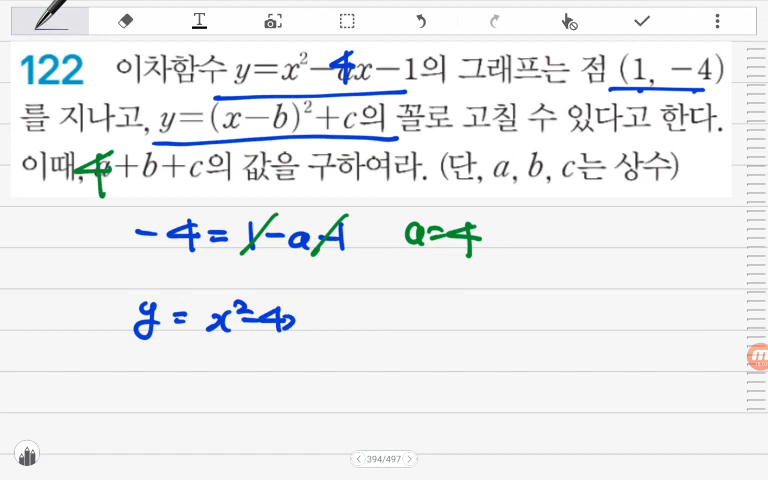 T
122 이차함수 y=x²-4x-1의 그래프는 점 (1, -4)
를 지나고, y=(x-b)²+c의 꼴로 고칠 수 있다고 한다.
이때, 4+b+c의 값을 구하여라. (단, a, b, c는 상수)
-4=1-a-1 a=4
y = x²-4x
394/497